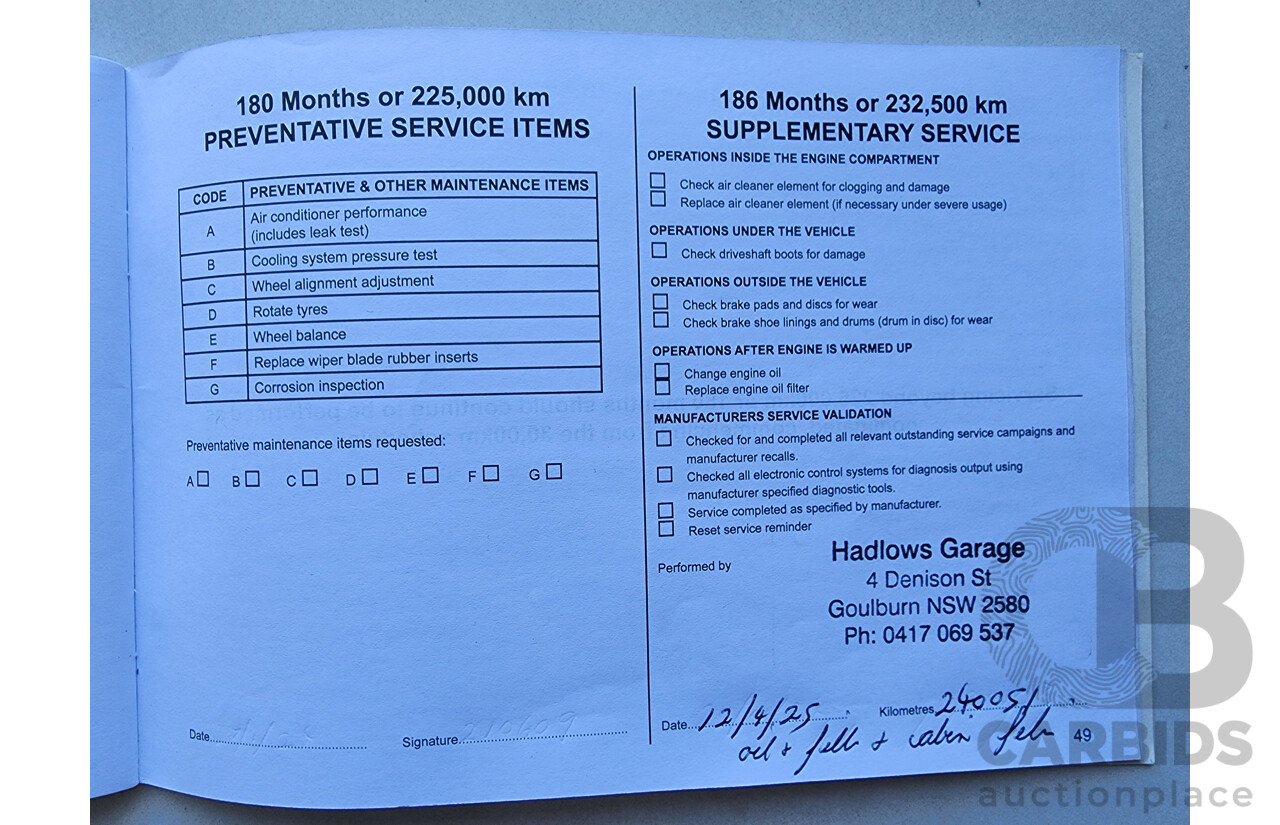 180 Months or 225,000 km
PREVENTATIVE SERVICE ITEMS
CODE PREVENTATIVE & OTHER MAINTENANCE ITEMS
A Air conditioner performance
(includes leak test)
B Cooling system pressure test
C Wheel alignment adjustment
D Rotate tyres
E Wheel balance
F Replace wiper blade rubber inserts
G Corrosion inspection
Preventative maintenance items requested:
A B C D E F G
Date
Signature
186 Months or 232,500 km
SUPPLEMENTARY SERVICE
OPERATIONS INSIDE THE ENGINE COMPARTMENT
Check air cleaner element for clogging and damage
Replace air cleaner element (if necessary under severe usage)
OPERATIONS UNDER THE VEHICLE
Check driveshaft boots for damage
OPERATIONS OUTSIDE THE VEHICLE
Check brake pads and discs for wear
Check brake shoe linings and drums (drum in disc) for wear
OPERATIONS AFTER ENGINE IS WARMED UP
Change engine oil
Replace engine oil filter
MANUFACTURERS SERVICE VALIDATION
Checked for and completed all relevant outstanding service campaigns and
manufacturer recalls.
Checked all electronic control systems for diagnosis output using
manufacturer specified diagnostic tools.
Service completed as specified by manufacturer.
Reset service reminder
Performed by
Hadlows Garage
4 Denison St
Goulburn NSW 2580
Ph: 0417 069 537
Date 12/4/25 Kilometres
oil + + cabin
49
CARBIDS
auctionplace